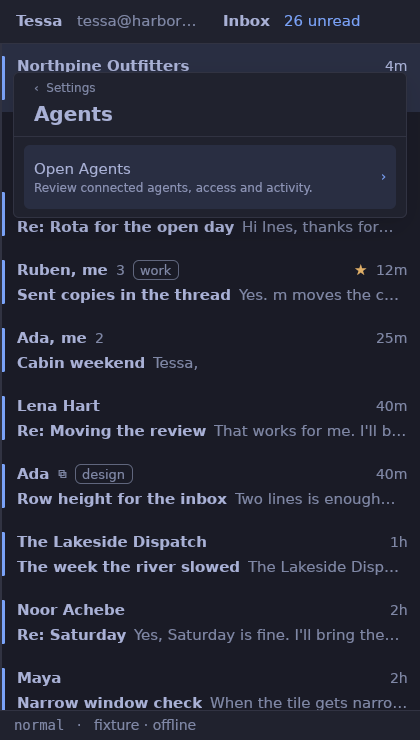 Tessa tessa@harbor… Inbox 26 unread
Northpine Outfitters 4m
‹ Settings
Agents
Open Agents ›
Review connected agents, access and activity.
Re: Rota for the open day Hi Ines, thanks for…
Ruben, me 3 work ★ 12m
Sent copies in the thread Yes. m moves the c…
Ada, me 2 25m
Cabin weekend Tessa,
Lena Hart 40m
Re: Moving the review That works for me. I'll b…
Ada design 40m
Row height for the inbox Two lines is enough…
The Lakeside Dispatch 1h
The week the river slowed The Lakeside Disp…
Noor Achebe 2h
Re: Saturday Yes, Saturday is fine. I'll bring the…
Maya 2h
Narrow window check When the tile gets narro…
normal · fixture · offline